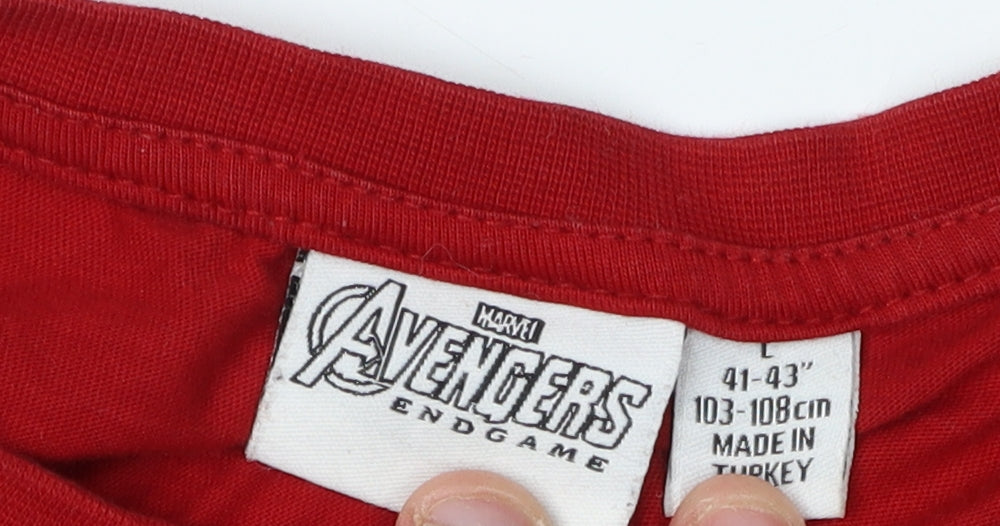 MARVEL
AVENGERS
ENDGAME
L
41-43"
103-108cm
MADE IN
TURKEY